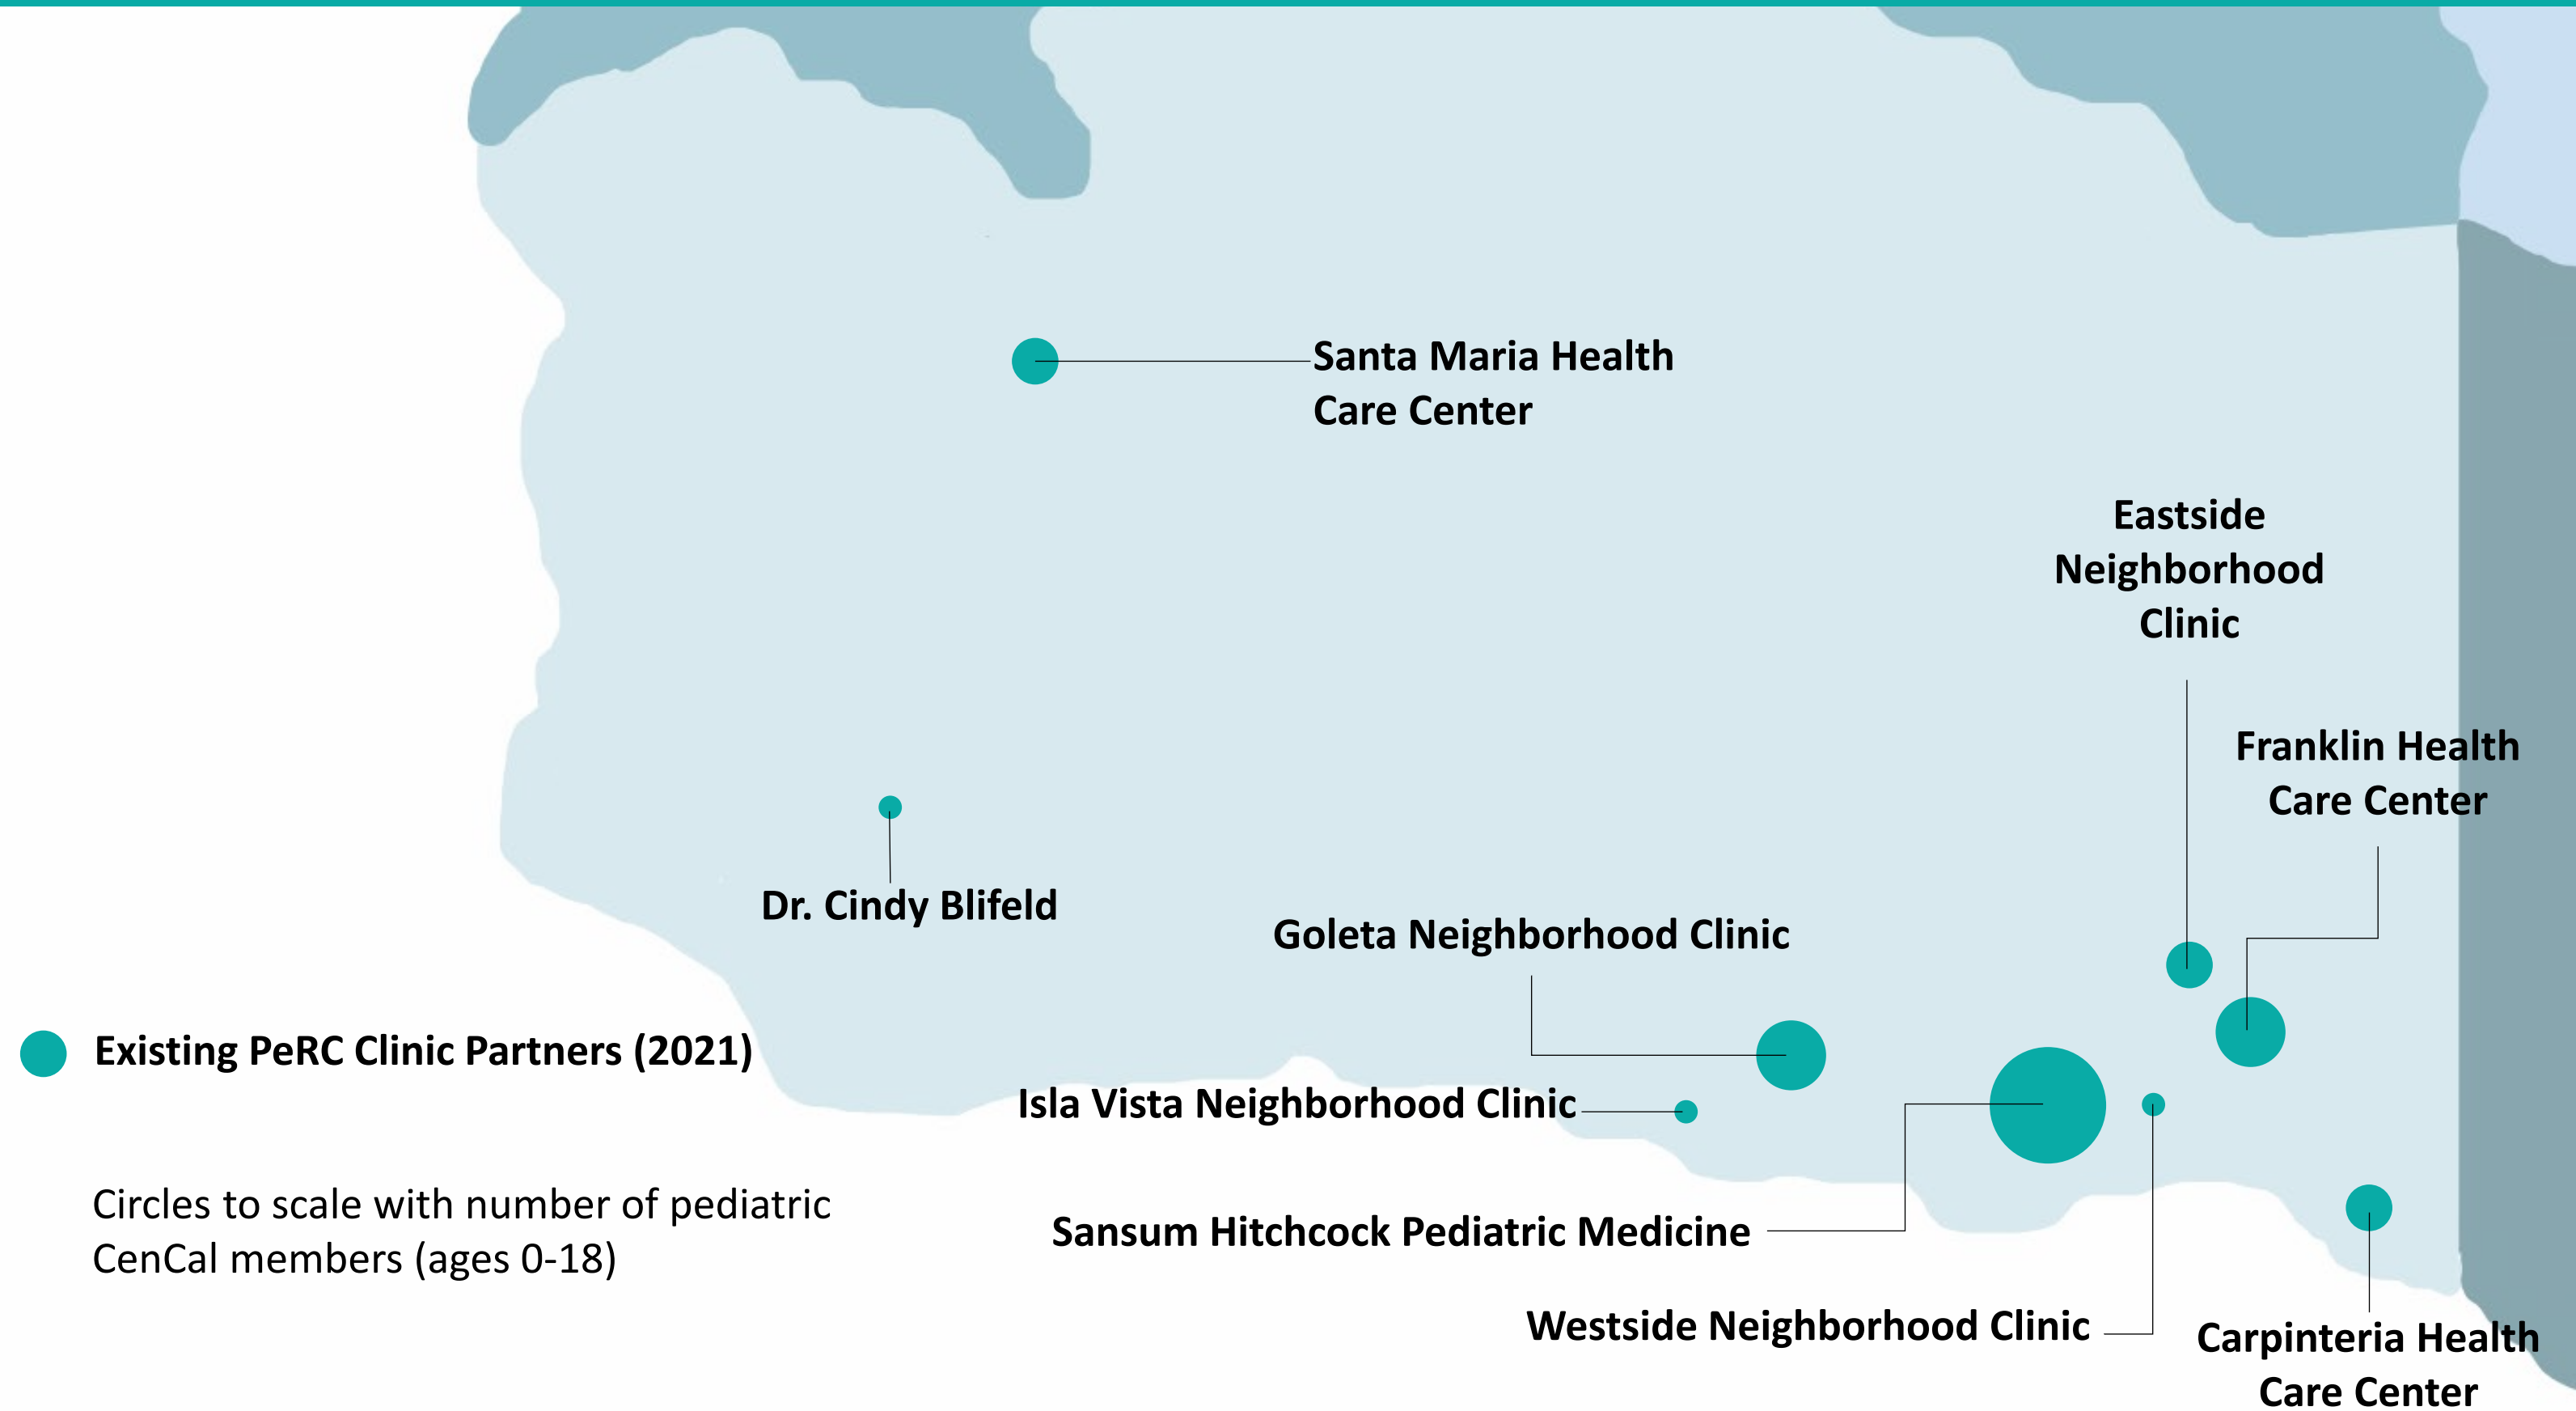 Santa Maria Health
Care Center
Eastside
Neighborhood
Clinic
Franklin Health
Care Center
Dr. Cindy Blifeld
Goleta Neighborhood Clinic
Existing PeRC Clinic Partners (2021)
Isla Vista Neighborhood Clinic
Circles to scale with number of pediatric
CenCal members (ages 0-18)
Sansum Hitchcock Pediatric Medicine
Westside Neighborhood Clinic
Carpinteria Health
Care Center